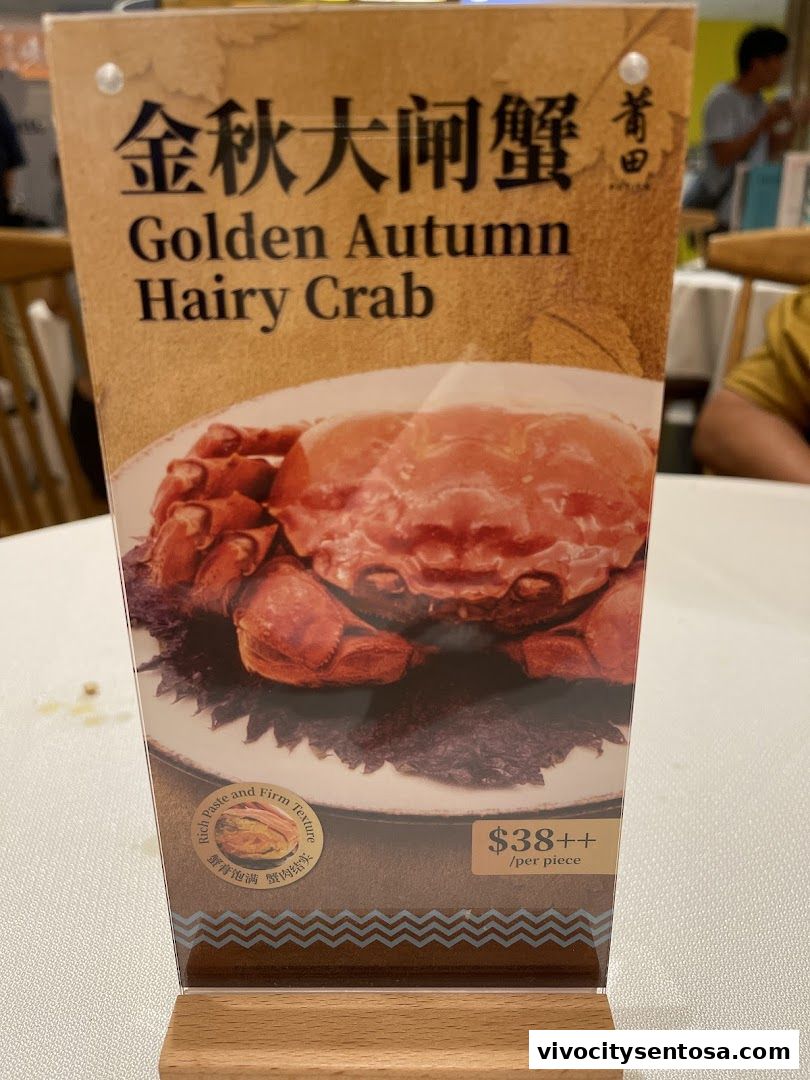 金秋大闸蟹
莆田
Golden Autumn
Hairy Crab
Rich Paste and Firm Texture
蟹膏饱满 蟹肉结实
$38++
/per piece
vivocitysentosa.com